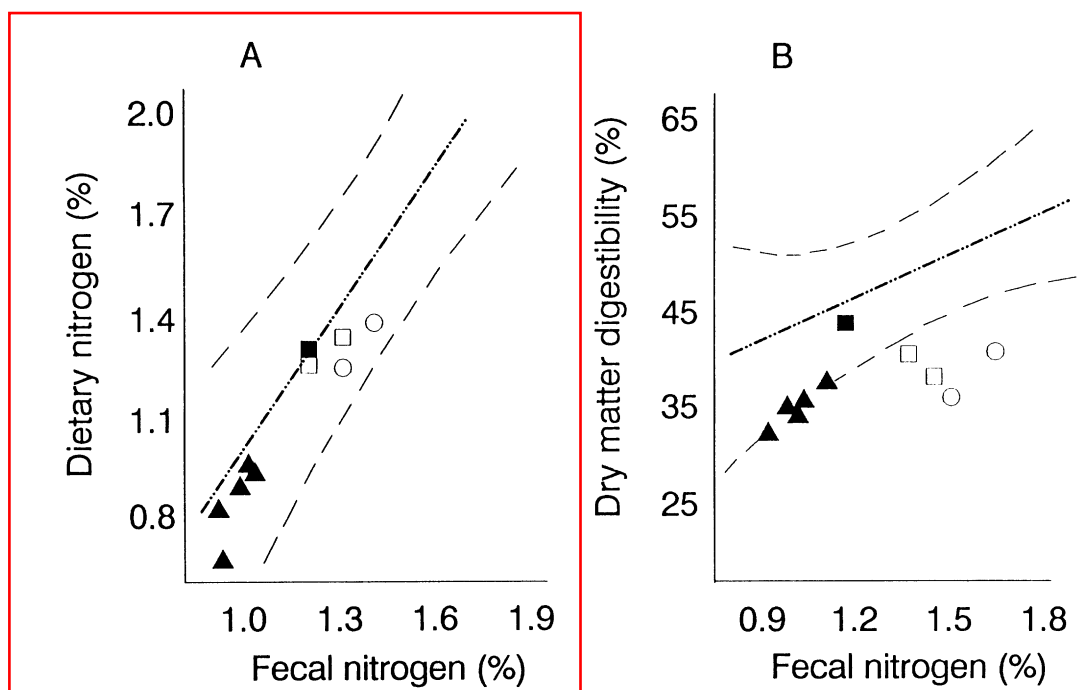 A
Dietary nitrogen (%)
2.0
1.7
1.4
1.1
0.8
1.0 1.3 1.6 1.9
Fecal nitrogen (%)
B
Dry matter digestibility (%)
65
55
45
35
25
0.9 1.2 1.5 1.8
Fecal nitrogen (%)